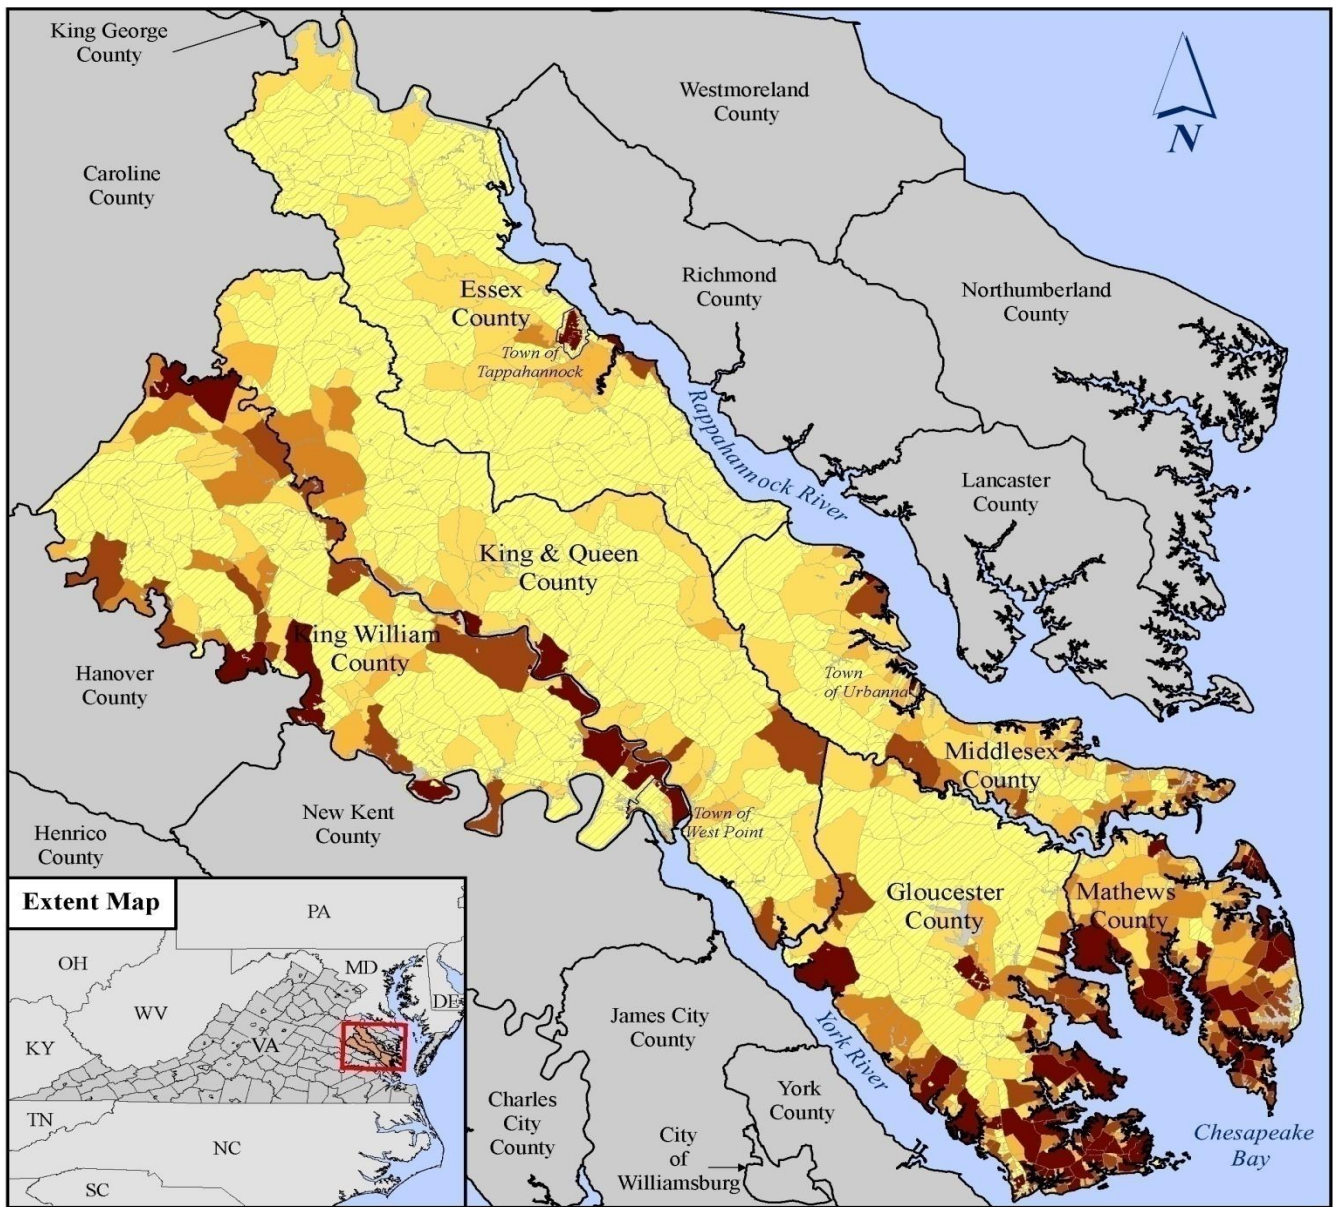 King George
County
Westmoreland
County
N
Caroline
County
Richmond
County
Northumberland
County
Essex
County
Town of
Tappahannock
Rappahannock River
Lancaster
County
King & Queen
County
King William
County
Hanover
County
Town
of Urbanna
Middlesex
County
New Kent
County
Town of
West Point
Henrico
County
Gloucester
County
Mathews
County
Extent Map
PA
OH
MD
DE
WV
VA
KY
TN
NC
SC
James City
County
York River
York
County
Charles
City
County
City
of
Williamsburg
Chesapeake
Bay